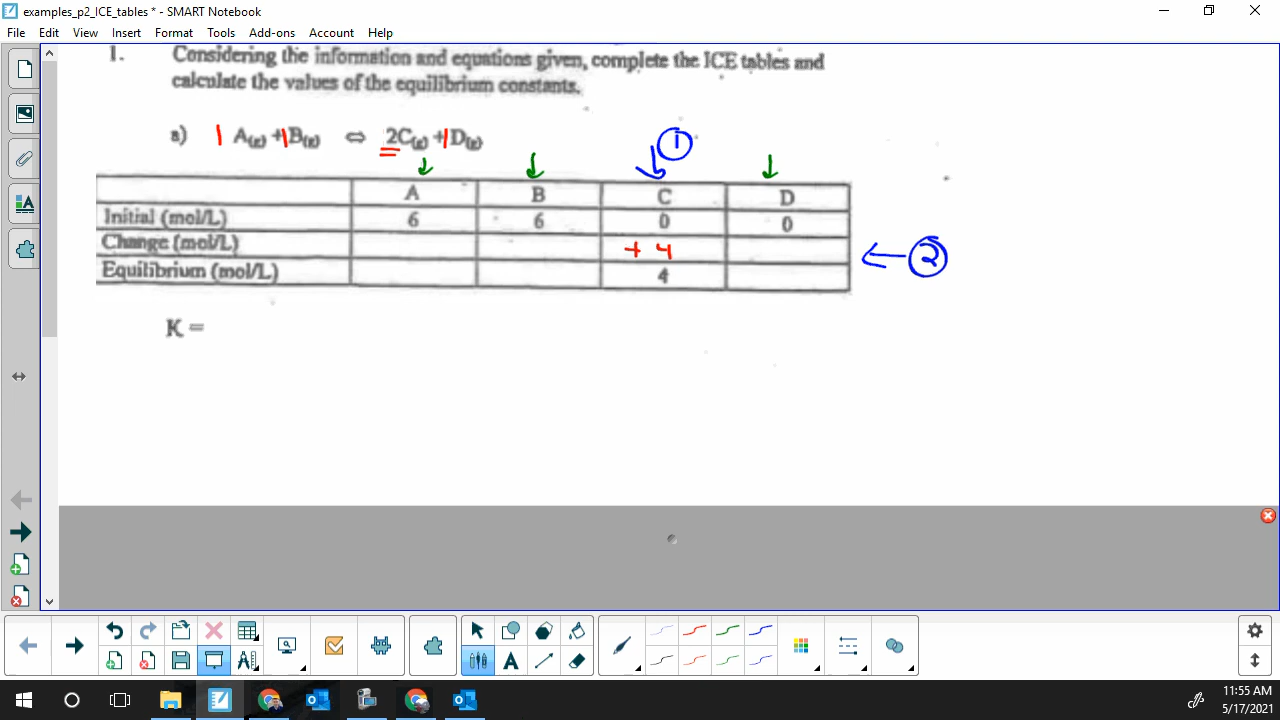 examples_p2_ICE_tables * - SMART Notebook
File Edit View Insert Format Tools Add-ons Account Help
1. Considering the information and equations given, complete the ICE tables and
calculate the values of the equilibrium constants.
a) 1 A(g) + 1 B(g) ⇔ 2C(g) + 1 D(g)
1
A B C D
Initial (mol/L) 6 6 0 0
Change (mol/L) + 4
2
Equilibrium (mol/L) 4
K =
A
A
11:55 AM
5/17/2021